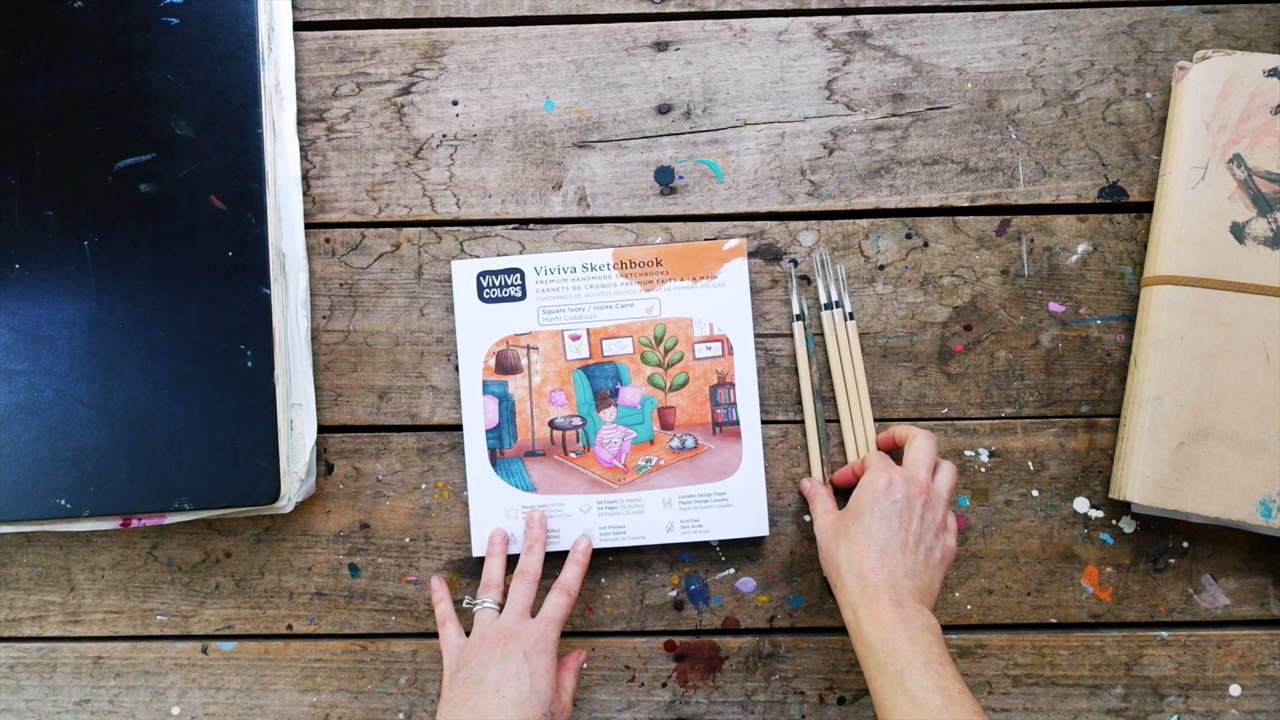 VIVIVA
COLORS
Viviva Sketchbook
PREMIUM HANDMADE SKETCHBOOKS
CARNETS DE CROQUIS PREMIUM FAITS À LA MAIN
CUADERNOS DE BOCETOS HECHOS A MANO DE PRIMERA CALIDAD
Square Ivory / Ivoire Carré
Marfil Cuadrado
64 Pages (32 sheets)
64 Pages (32 feuilles)
64 Páginas (32 hojas)
Leissebo
Design Paper
Papier Design
Papel de Diseño
Hot Pressed
Grain Satiné
Prensado en Caliente
Acid Free
Sans Acide
Libre de Ácido